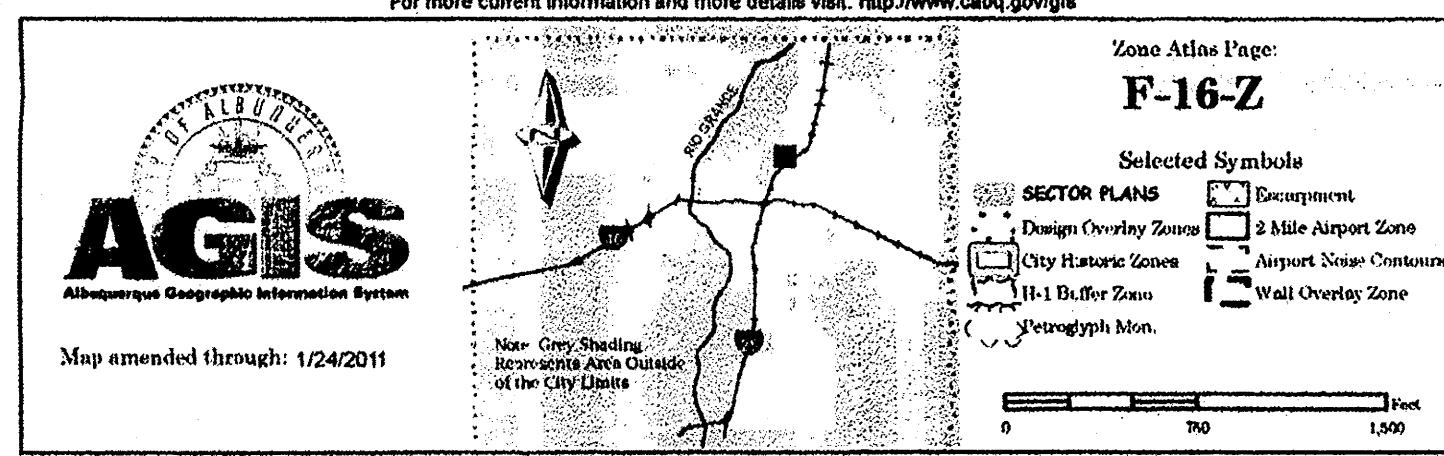 For more current information and more details visit: http://www.cabq.gov/gis
CITY OF ALBUQUERQUE
AGIS
Albuquerque Geographic Information System
Map amended through: 1/24/2011
RIO GRANDE
Note: Grey Shading
Represents Area Outside
of the City Limits
Zone Atlas Page:
F-16-Z
Selected Symbols
SECTOR PLANS
Design Overlay Zones
City Historic Zones
H-1 Buffer Zone
Petroglyph Mon.
Escarpment
2 Mile Airport Zone
Airport Noise Contours
Wall Overlay Zone
Feet
0 750 1,500